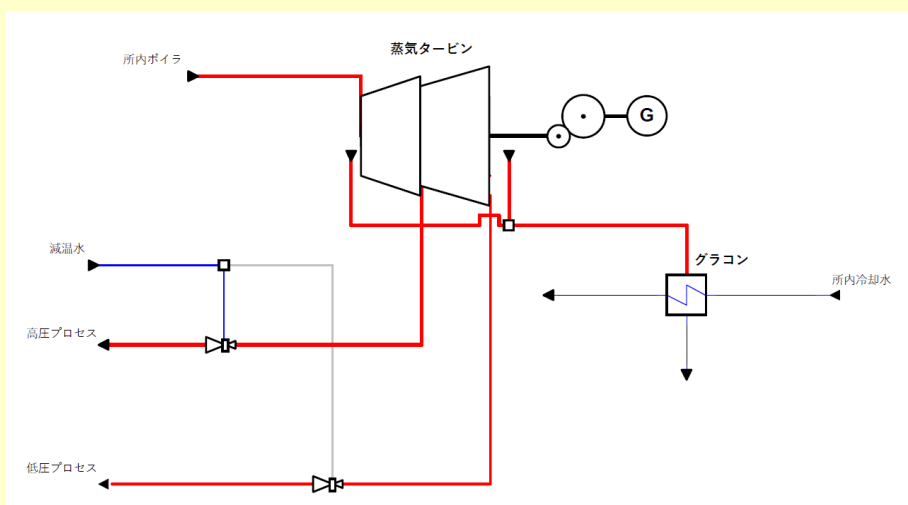 蒸気タービン
所内ボイラ
G
減温水
グラコン
所内冷却水
高圧プロセス
低圧プロセス